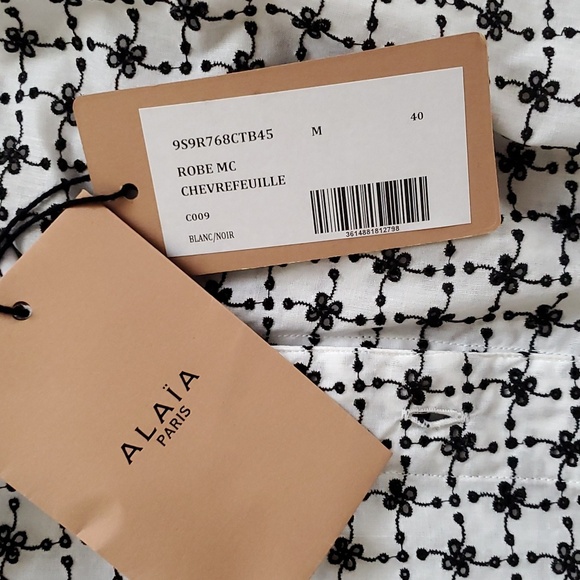 9S9R768CTB45 M 40
ROBE MC
CHEVREFEUILLE
C009
BLANC/NOIR
3614881812798
ALAÏA
PARIS